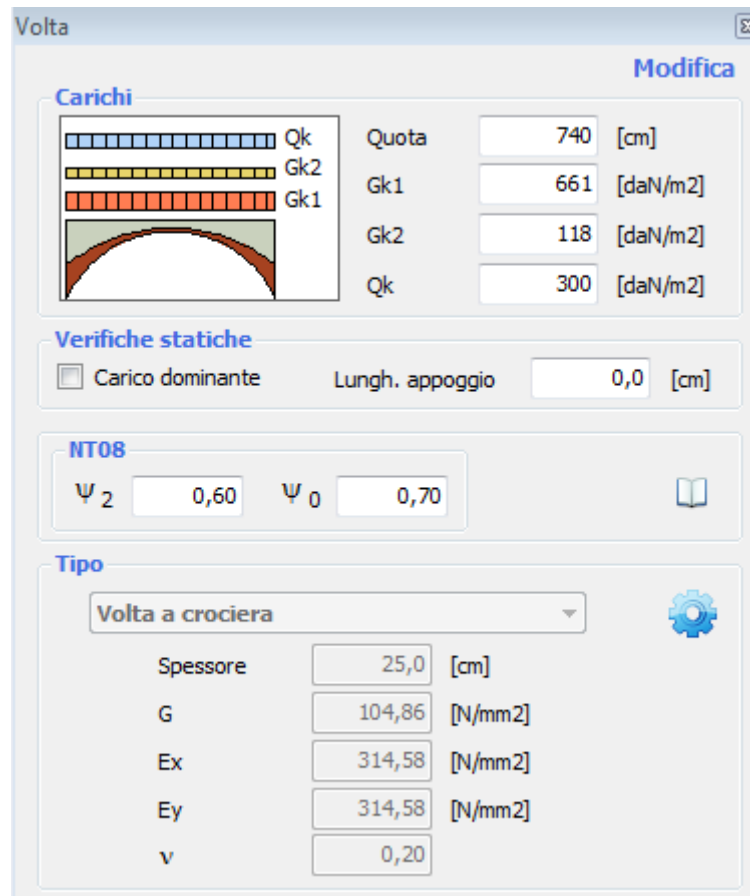 Volta
Modifica
Carichi
Qk
Gk2
Gk1
Quota 740 [cm]
Gk1 661 [daN/m2]
Gk2 118 [daN/m2]
Qk 300 [daN/m2]
Verifiche statiche
Carico dominante Lungh. appoggio 0,0 [cm]
NT08
Ψ 2 0,60 Ψ 0 0,70
Tipo
Volta a crociera
Spessore 25,0 [cm]
G 104,86 [N/mm2]
Ex 314,58 [N/mm2]
Ey 314,58 [N/mm2]
ν 0,20